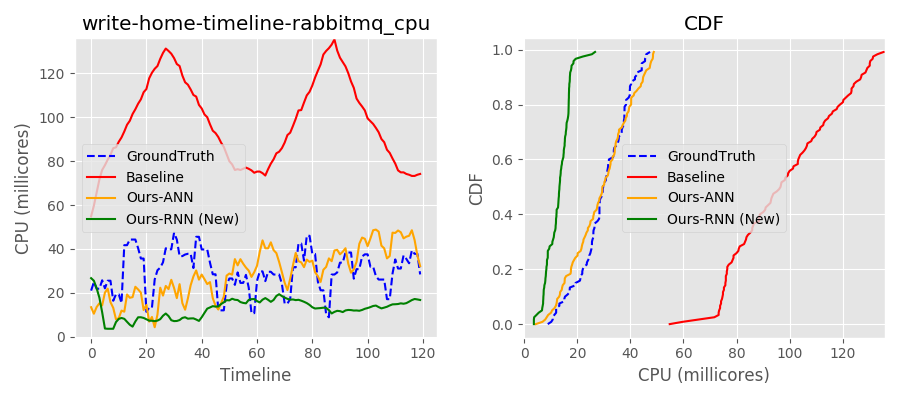 write-home-timeline-rabbitmq_cpu
CPU (millicores)
120
100
80
60
40
20
0
GroundTruth
Baseline
Ours-ANN
Ours-RNN (New)
0 20 40 60 80 100 120
Timeline
CDF
CDF
1.0
0.8
0.6
0.4
0.2
0.0
GroundTruth
Baseline
Ours-ANN
Ours-RNN (New)
0 20 40 60 80 100 120
CPU (millicores)